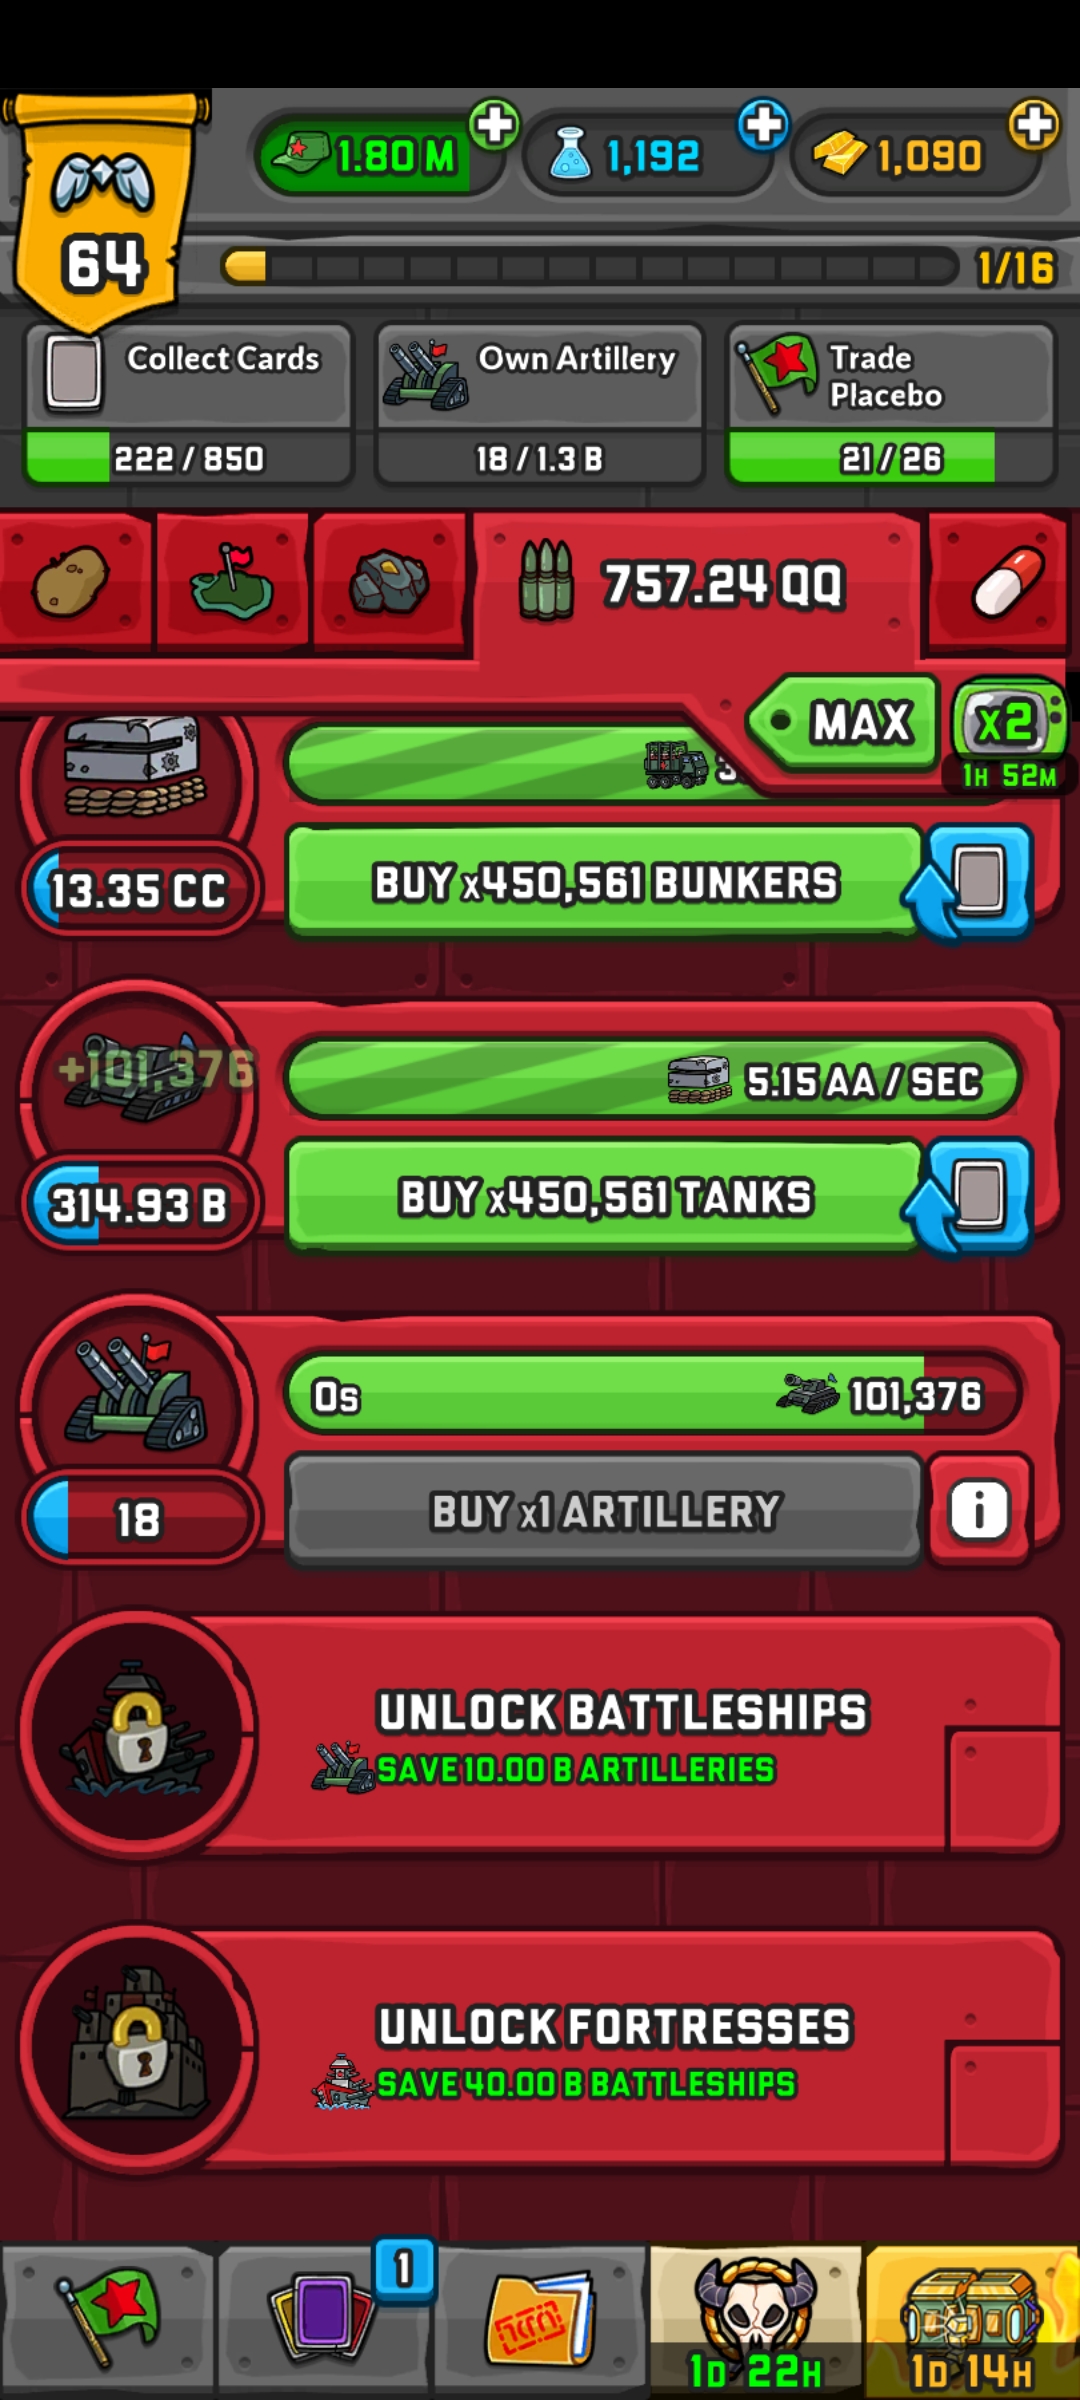 1.80 M
1,192
1,090
64
1/16
Collect Cards
222 / 850
Own Artillery
18 / 1.3 B
Trade
Placebo
21 / 26
757.24 QQ
MAX
x2
1H 52M
13.35 CC
BUY x450,561 BUNKERS
+101,376
5.15 AA / SEC
314.93 B
BUY x450,561 TANKS
0s
101,376
18
BUY x1 ARTILLERY
i
UNLOCK BATTLESHIPS
SAVE 10.00 B ARTILLERIES
UNLOCK FORTRESSES
SAVE 40.00 B BATTLESHIPS
1
1D 22H
1D 14H